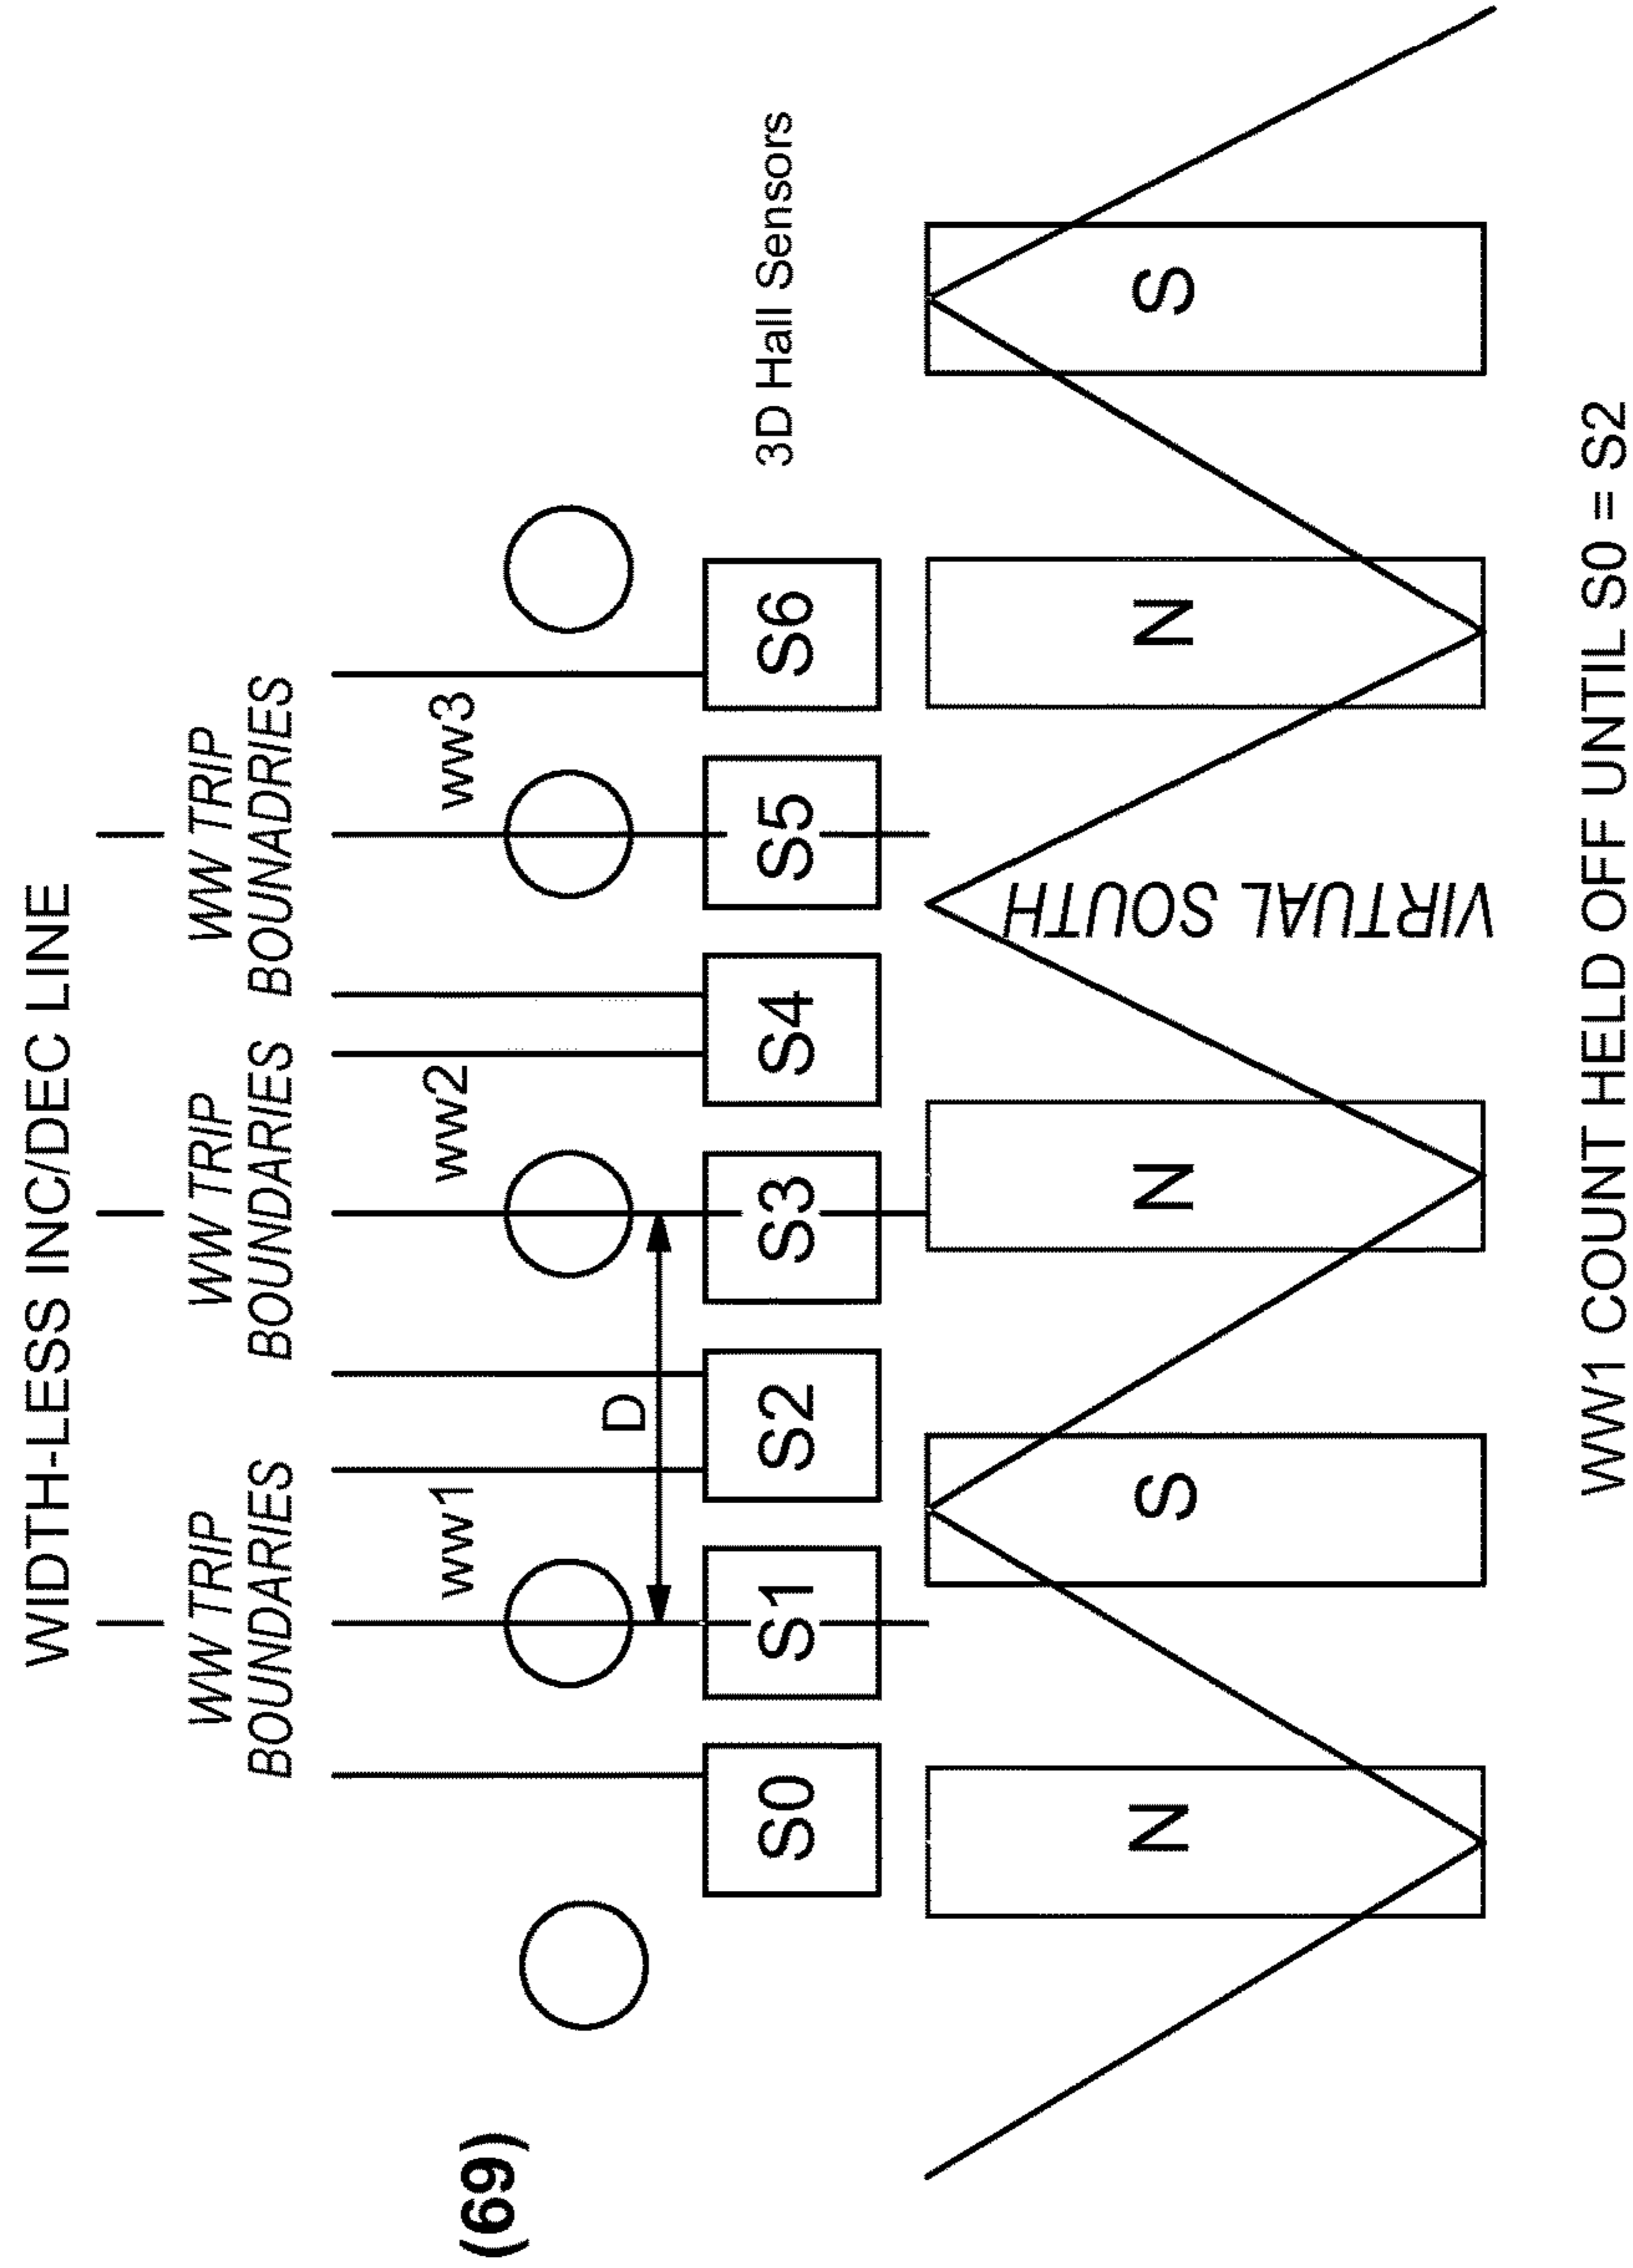 WIDTH-LESS INC/DEC LINE
WW TRIP
BOUNDARIES
WW TRIP
BOUNDARIES
WW TRIP
BOUNADRIES
(69)
ww1
ww2
ww3
D
S0
S1
S2
S3
S4
S5
S6
3D Hall Sensors
N
S
N
VIRTUAL SOUTH
N
S
WW1 COUNT HELD OFF UNTIL S0 = S2